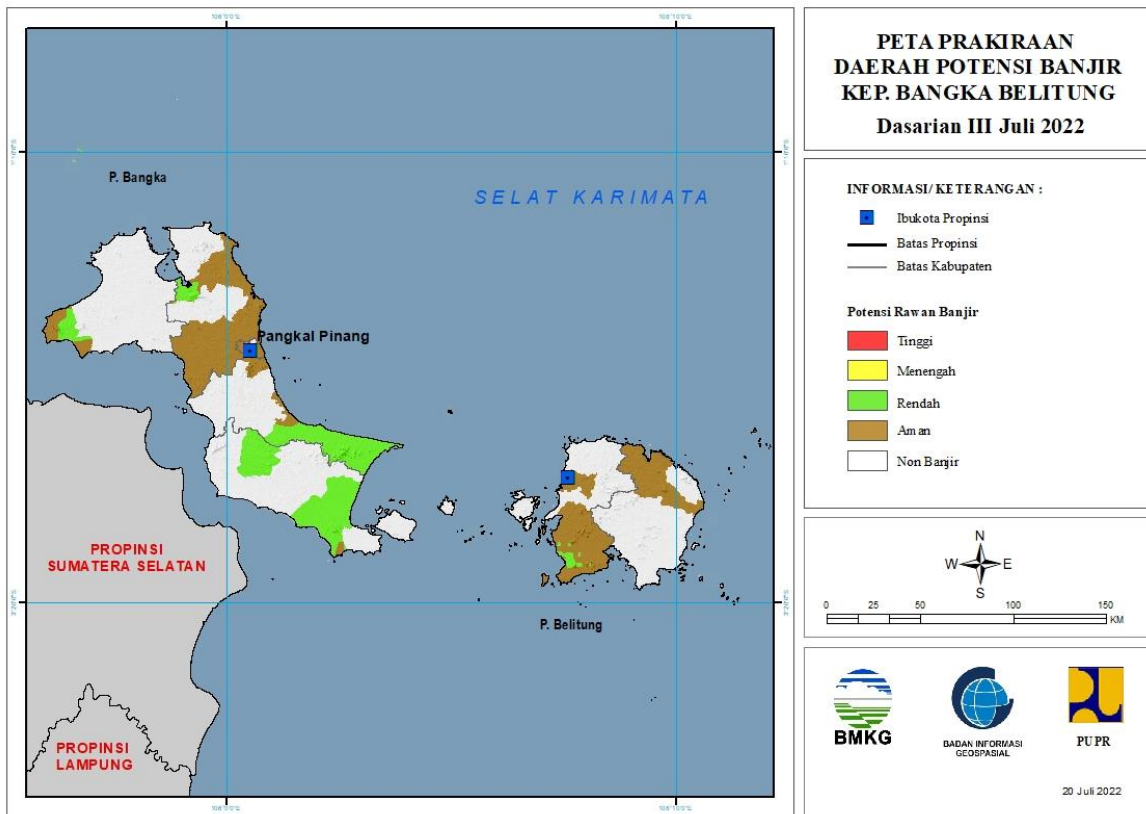 PETA PRAKIRAAN
DAERAH POTENSI BANJIR
KEP. BANGKA BELITUNG
Dasarian III Juli 2022
P. Bangka
SELAT KARIMATA
Pangkal Pinang
PROPINSI
SUMATERA SELATAN
P. Belitung
PROPINSI
LAMPUNG
INFORMASI/KETERANGAN :
Ibukota Propinsi
Batas Propinsi
Batas Kabupaten
Potensi Rawan Banjir
Tinggi
Menengah
Rendah
Aman
Non Banjir
N
W E
S
0 25 50 100 150
KM
BMKG
BADAN INFORMASI
GEOSPASIAL
PUPR
20 Juli 2022